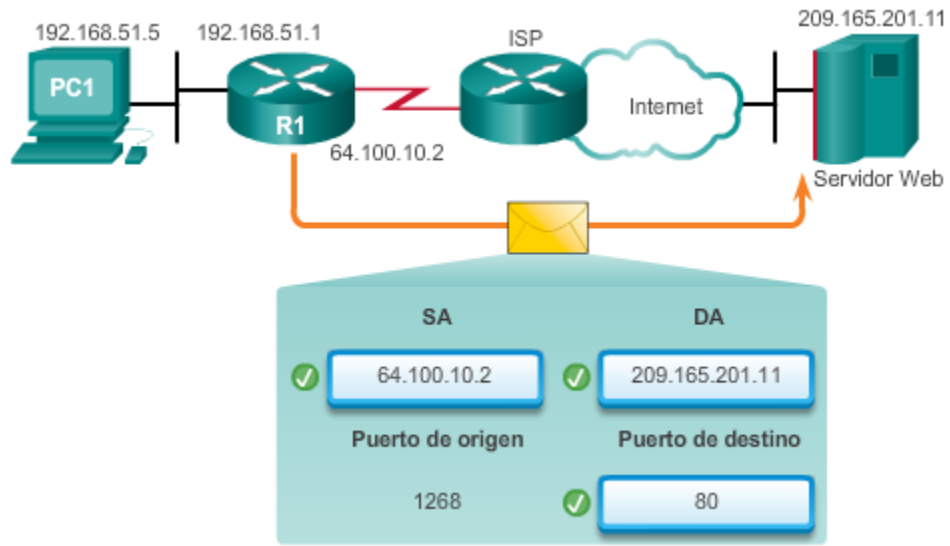 209.165.201.11
192.168.51.5
192.168.51.1
ISP
PC1
R1
Internet
64.100.10.2
Servidor Web
SA
DA
64.100.10.2
209.165.201.11
Puerto de origen
Puerto de destino
1268
80